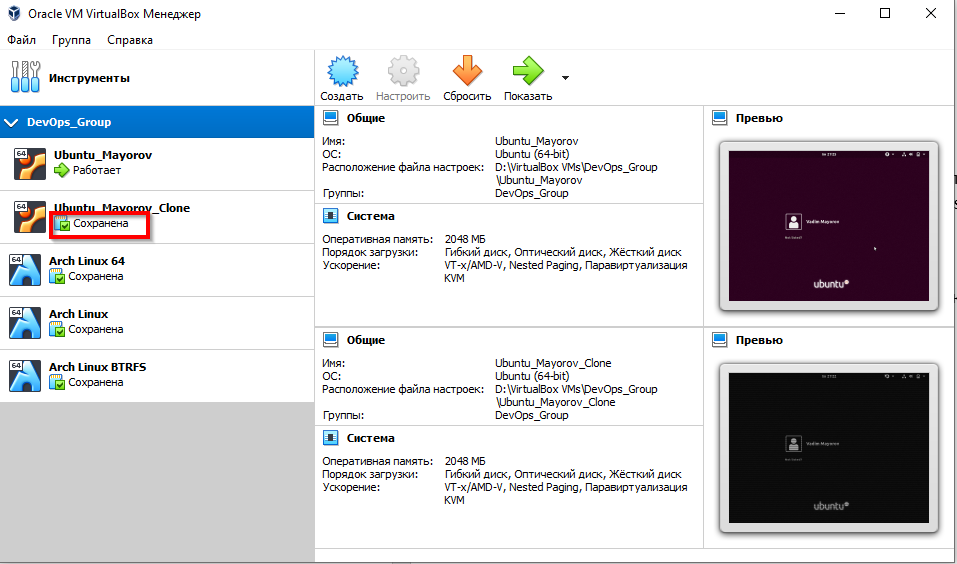 Oracle VM VirtualBox Менеджер
Файл Группа Справка
Инструменты
Создать Настроить Сбросить Показать
DevOps_Group
64
Ubuntu_Mayorov
Работает
64
Ubuntu_Mayorov_Clone
Сохранена
64
Arch Linux 64
Сохранена
64
Arch Linux
Сохранена
64
Arch Linux BTRFS
Сохранена
Общие
Имя: Ubuntu_Mayorov
ОС: Ubuntu (64-bit)
Расположение файла настроек: D:\VirtualBox VMs\DevOps_Group
\Ubuntu_Mayorov
Группы: DevOps_Group
Система
Оперативная память: 2048 МБ
Порядок загрузки: Гибкий диск, Оптический диск, Жёсткий диск
Ускорение: VT-x/AMD-V, Nested Paging, Паравиртуализация
KVM
Превью
Vadim Mayorov
Not listed?
ubuntu
Общие
Имя: Ubuntu_Mayorov_Clone
ОС: Ubuntu (64-bit)
Расположение файла настроек: D:\VirtualBox VMs\DevOps_Group
\Ubuntu_Mayorov_Clone
Группы: DevOps_Group
Система
Оперативная память: 2048 МБ
Порядок загрузки: Гибкий диск, Оптический диск, Жёсткий диск
Ускорение: VT-x/AMD-V, Nested Paging, Паравиртуализация
KVM
Превью
Vadim Mayorov
Not listed?
ubuntu